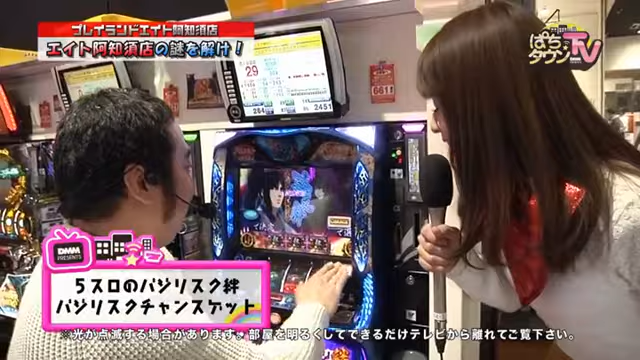 プレイランドエイト阿知須店
エイト阿知須店の謎を解け！
ぱち
タウンTV
29
264
2451
661
DMM
PRESENTS
5スロのバジリスク絆
バジリスクチャンスゲット
※光が点滅する場合があります。部屋を明るくしてできるだけテレビから離れてご覧下さい。